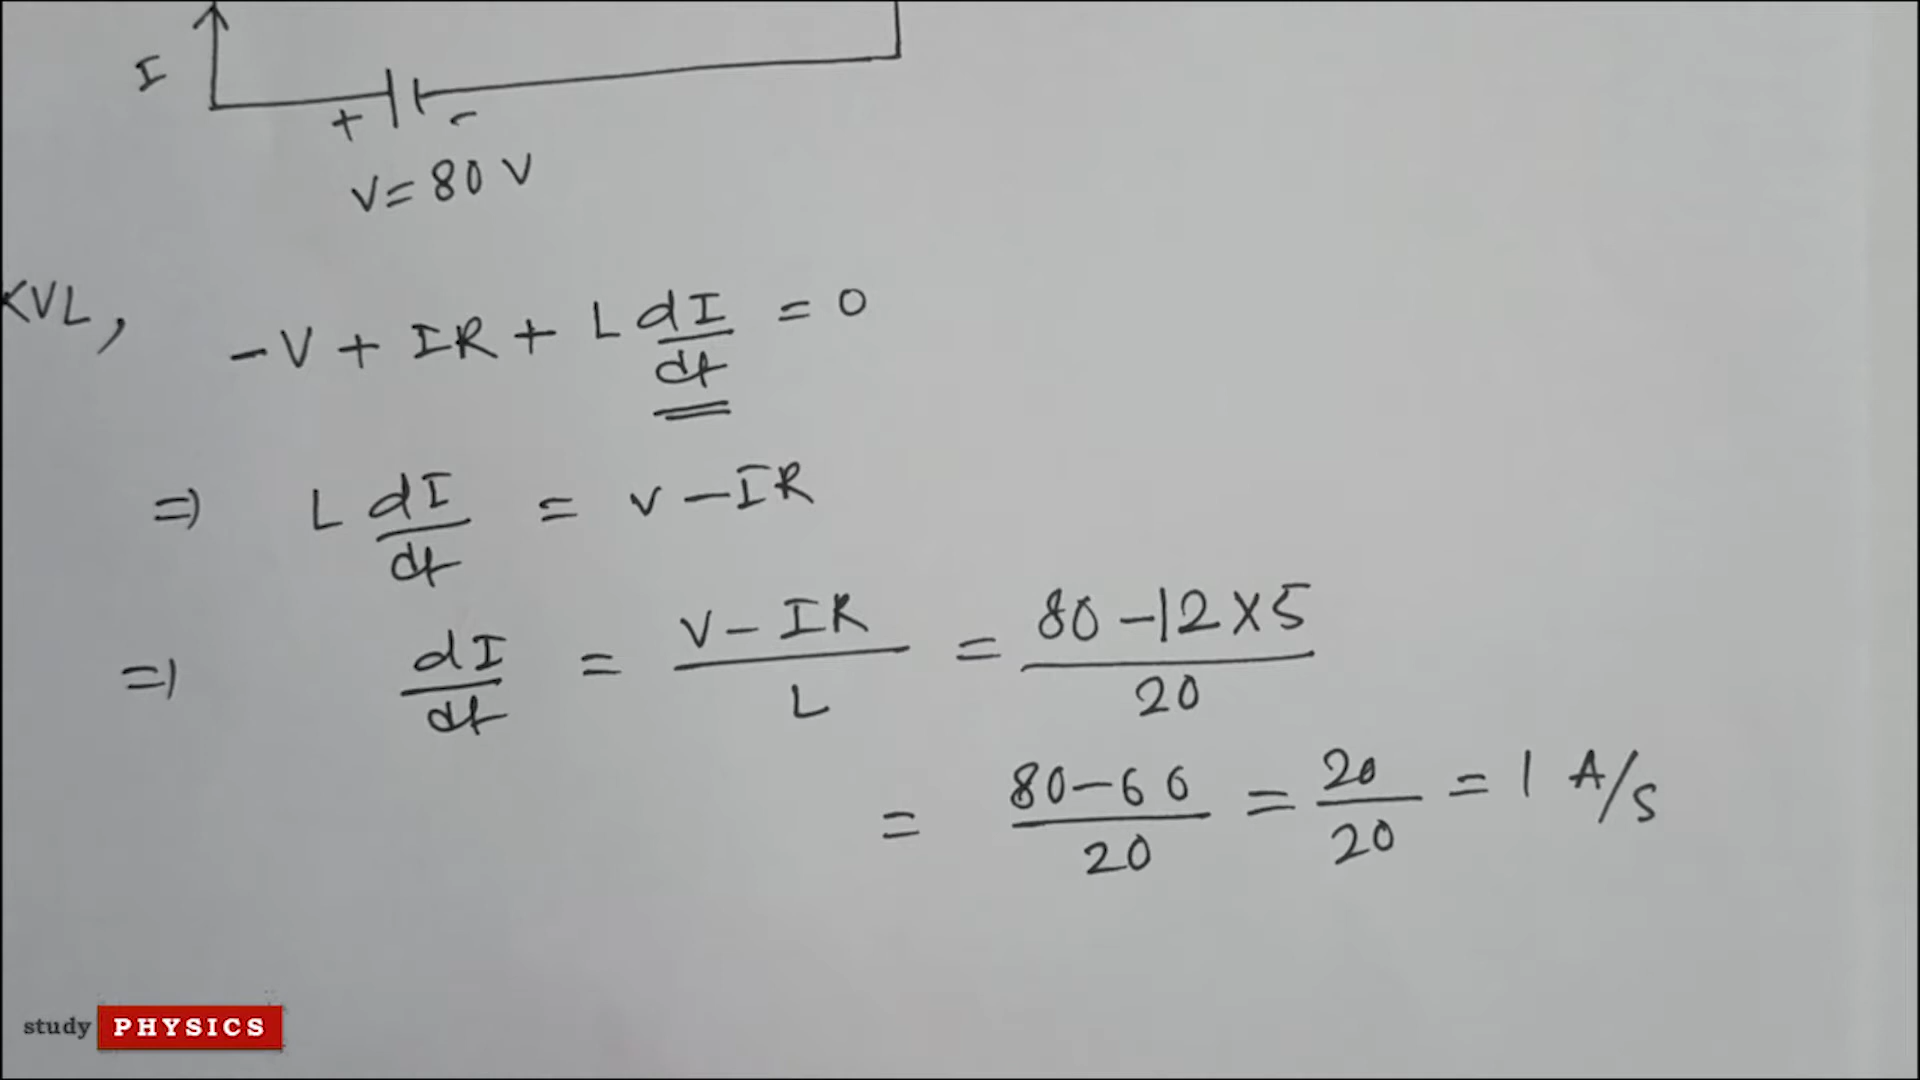 I
+ -
V = 80 V
KVL,
-V + IR + L dI/dt = 0
=> L dI/dt = V - IR
=> dI/dt = V - IR / L = 80 - 12 X 5 / 20
= 80 - 60 / 20 = 20 / 20 = 1 A/s
study PHYSICS